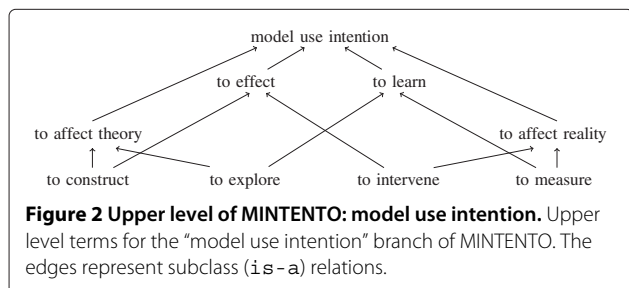 model use intention
to effect to learn
to affect theory to affect reality
to construct to explore to intervene to measure
Figure 2 Upper level of MINTENTO: model use intention. Upper
level terms for the “model use intention” branch of MINTENTO. The
edges represent subclass (is-a) relations.